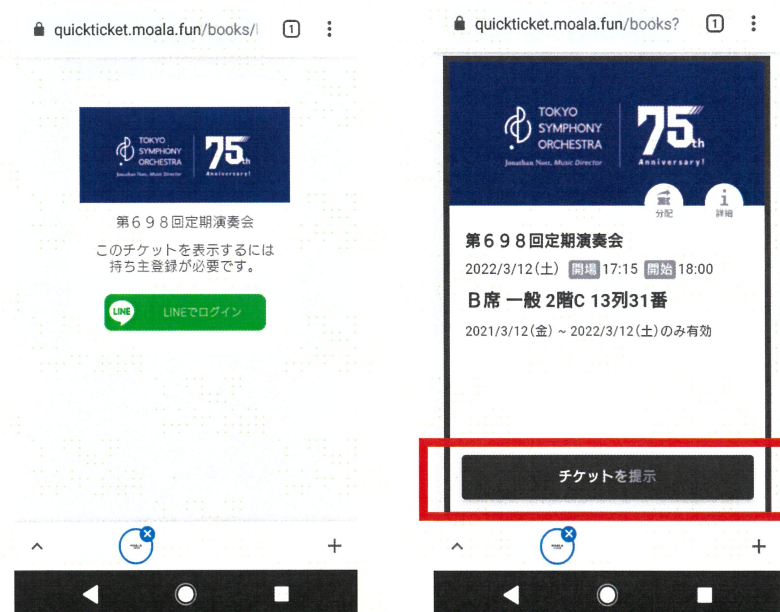 quickticket.moala.fun/books/
1
TOKYO
SYMPHONY
ORCHESTRA
Jonathan Nott, Music Director
75th
Anniversary!
第698回定期演奏会
このチケットを表示するには
持ち主登録が必要です。
LINE
LINEでログイン
quickticket.moala.fun/books?
1
TOKYO
SYMPHONY
ORCHESTRA
Jonathan Nott, Music Director
75th
Anniversary!
分配
詳細
第698回定期演奏会
2022/3/12(土) 開場 17:15 開始 18:00
B席 一般 2階C 13列31番
2021/3/12(金) ~ 2022/3/12(土)のみ有効
チケットを提示